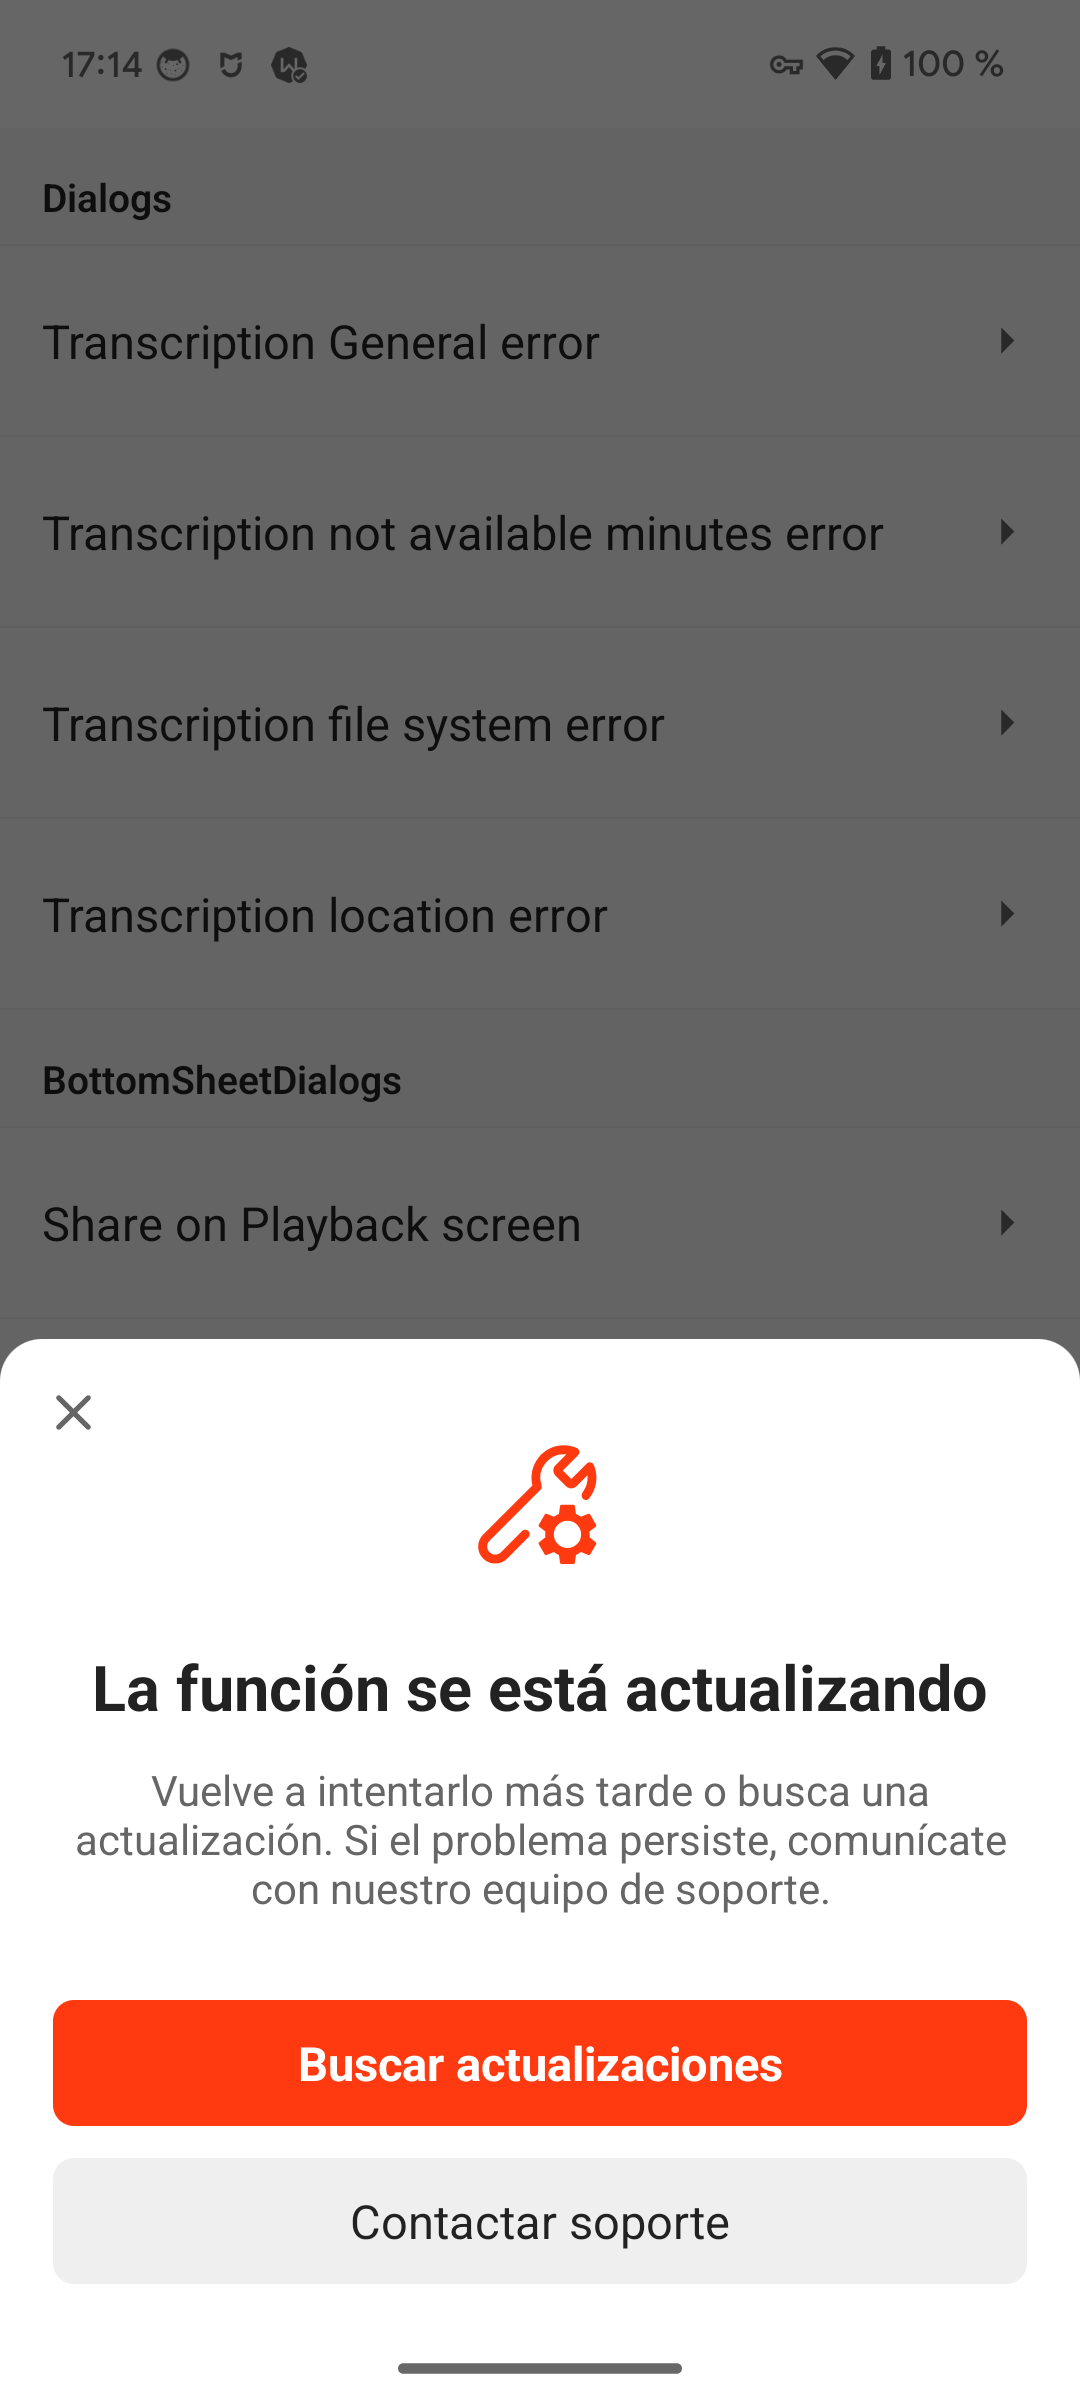 17:14
100 %
Dialogs
Transcription General error
Transcription not available minutes error
Transcription file system error
Transcription location error
BottomSheetDialogs
Share on Playback screen
La función se está actualizando
Vuelve a intentarlo más tarde o busca una
actualización. Si el problema persiste, comunícate
con nuestro equipo de soporte.
Buscar actualizaciones
Contactar soporte